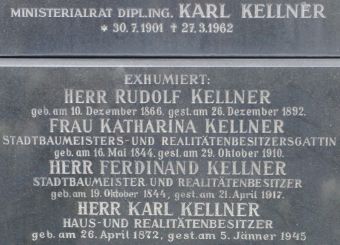 MINISTERIALRAT DIPL.ING. KARL KELLNER
* 30.7.1901 † 27.3.1962
EXHUMIERT:
HERR RUDOLF KELLNER
geb. am 10. Dezember 1866, gest. am 26. Dezember 1892.
FRAU KATHARINA KELLNER
STADTBAUMEISTERS- UND REALITÄTENBESITZERSGATTIN
geb. am 16. Mai 1844, gest. am 29. Oktober 1910.
HERR FERDINAND KELLNER
STADTBAUMEISTER UND REALITÄTENBESITZER
geb. am 19. Oktober 1844, gest. am 21. April 1917.
HERR KARL KELLNER
HAUS- UND REALITÄTENBESITZER
geb. am 26. April 1872, gest. am 5. Jänner 1945